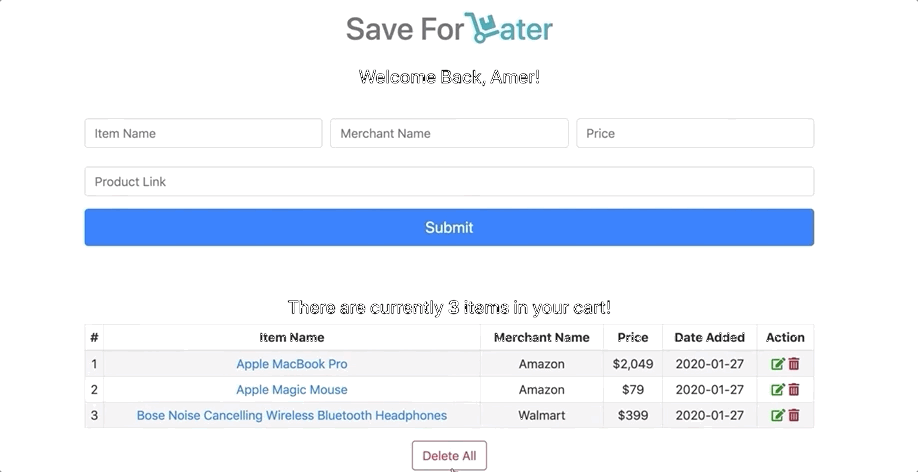 Save For Later
Welcome Back, Amer!
Item Name Merchant Name Price
Product Link
Submit
There are currently 3 items in your cart!
# Item Name Merchant Name Price Date Added Action
1 Apple MacBook Pro Amazon $2,049 2020-01-27
2 Apple Magic Mouse Amazon $79 2020-01-27
3 Bose Noise Cancelling Wireless Bluetooth Headphones Walmart $399 2020-01-27
Delete All